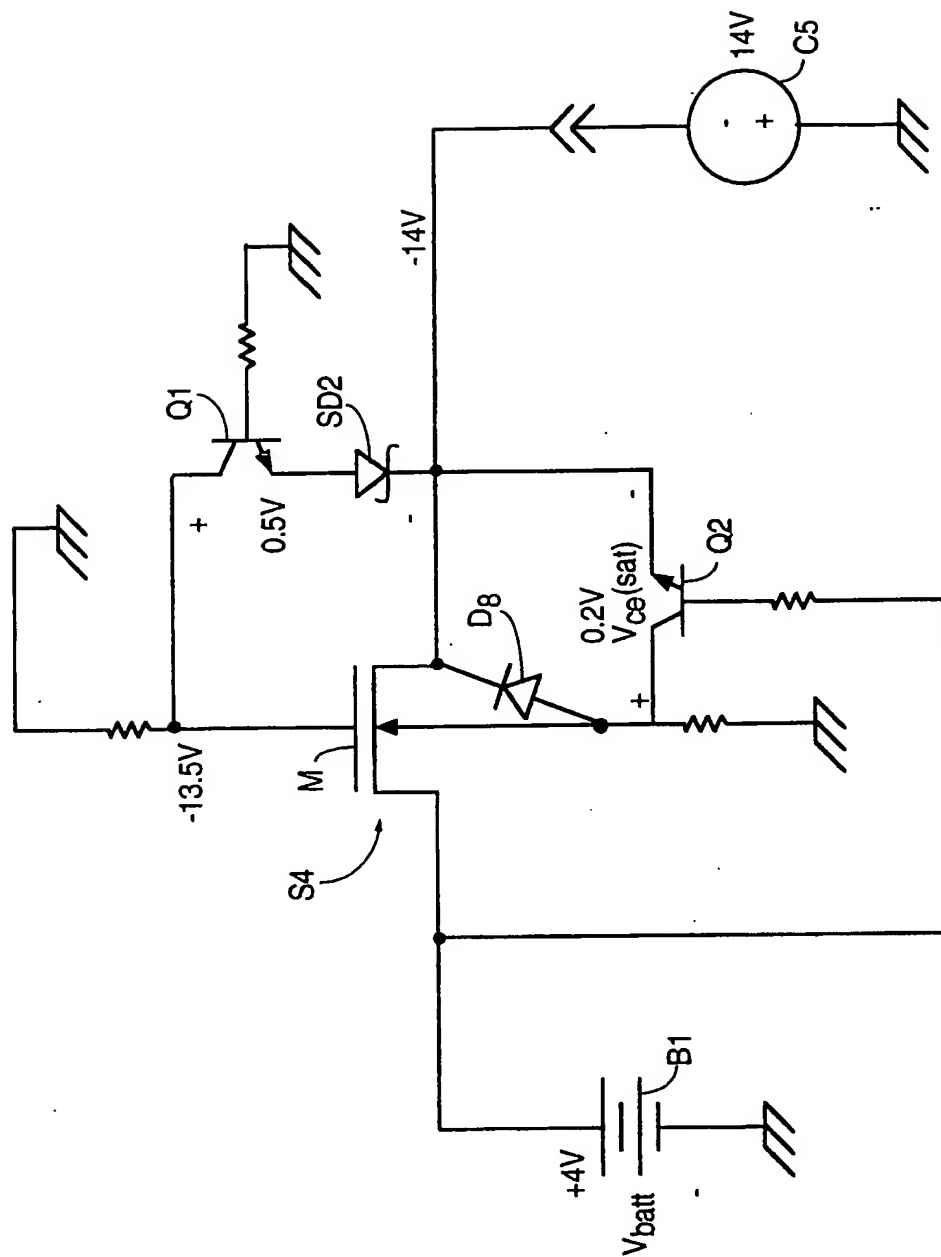 Q1
0.5V
SD2
-13.5V
-14V
14V
C5
+
-
M
S4
D8
0.2V
Vce(sat)
Q2
+
-
-
+
+4V
Vbatt
-
B1